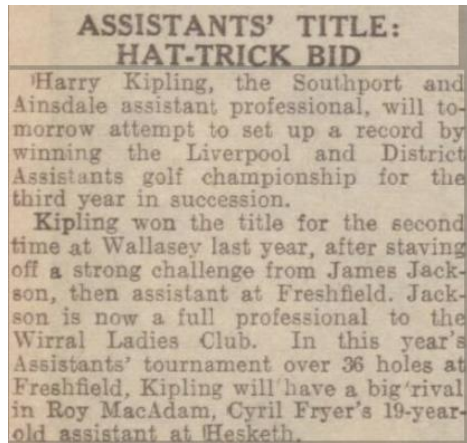 ASSISTANTS' TITLE:
HAT-TRICK BID
Harry Kipling, the Southport and
Ainsdale assistant professional, will to-
morrow attempt to set up a record by
winning the Liverpool and District
Assistants golf championship for the
third year in succession.
Kipling won the title for the second
time at Wallasey last year, after staving
off a strong challenge from James Jack-
son, then assistant at Freshfield. Jack-
son is now a full professional to the
Wirral Ladies Club. In this year's
Assistants' tournament over 36 holes at
Freshfield, Kipling will have a big rival
in Roy MacAdam, Cyril Fryer's 19-year-
old assistant at Hesketh.